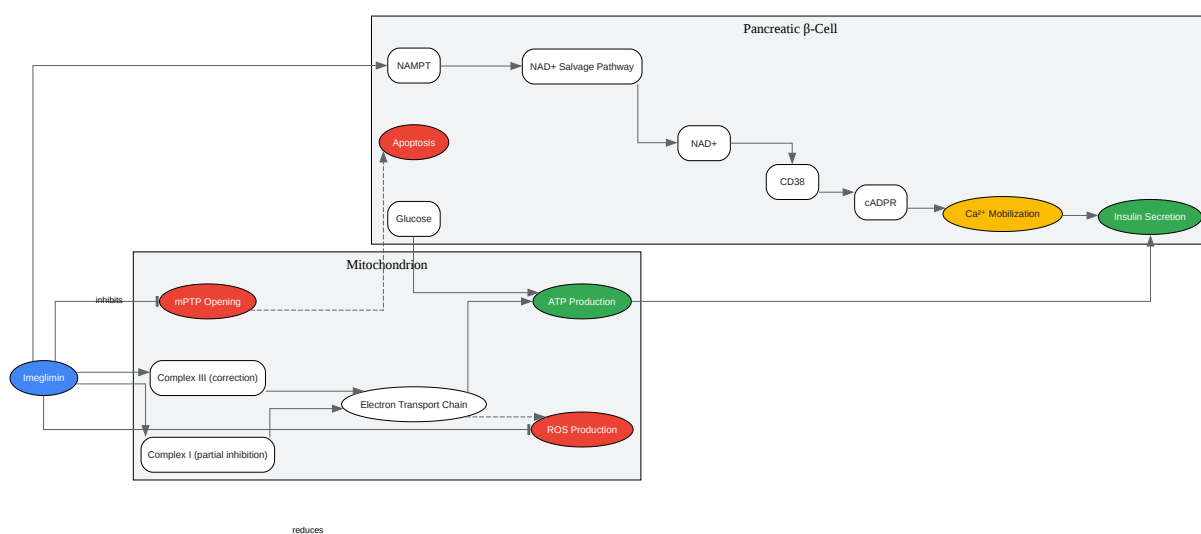 Pancreatic β-Cell
NAMPT
NAD+ Salvage Pathway
Apoptosis
NAD+
CD38
cADPR
Glucose
Ca²⁺ Mobilization
Insulin Secretion
Mitochondrion
inhibits
mPTP Opening
ATP Production
Imeglimin
Complex III (correction)
Electron Transport Chain
ROS Production
Complex I (partial inhibition)
reduces